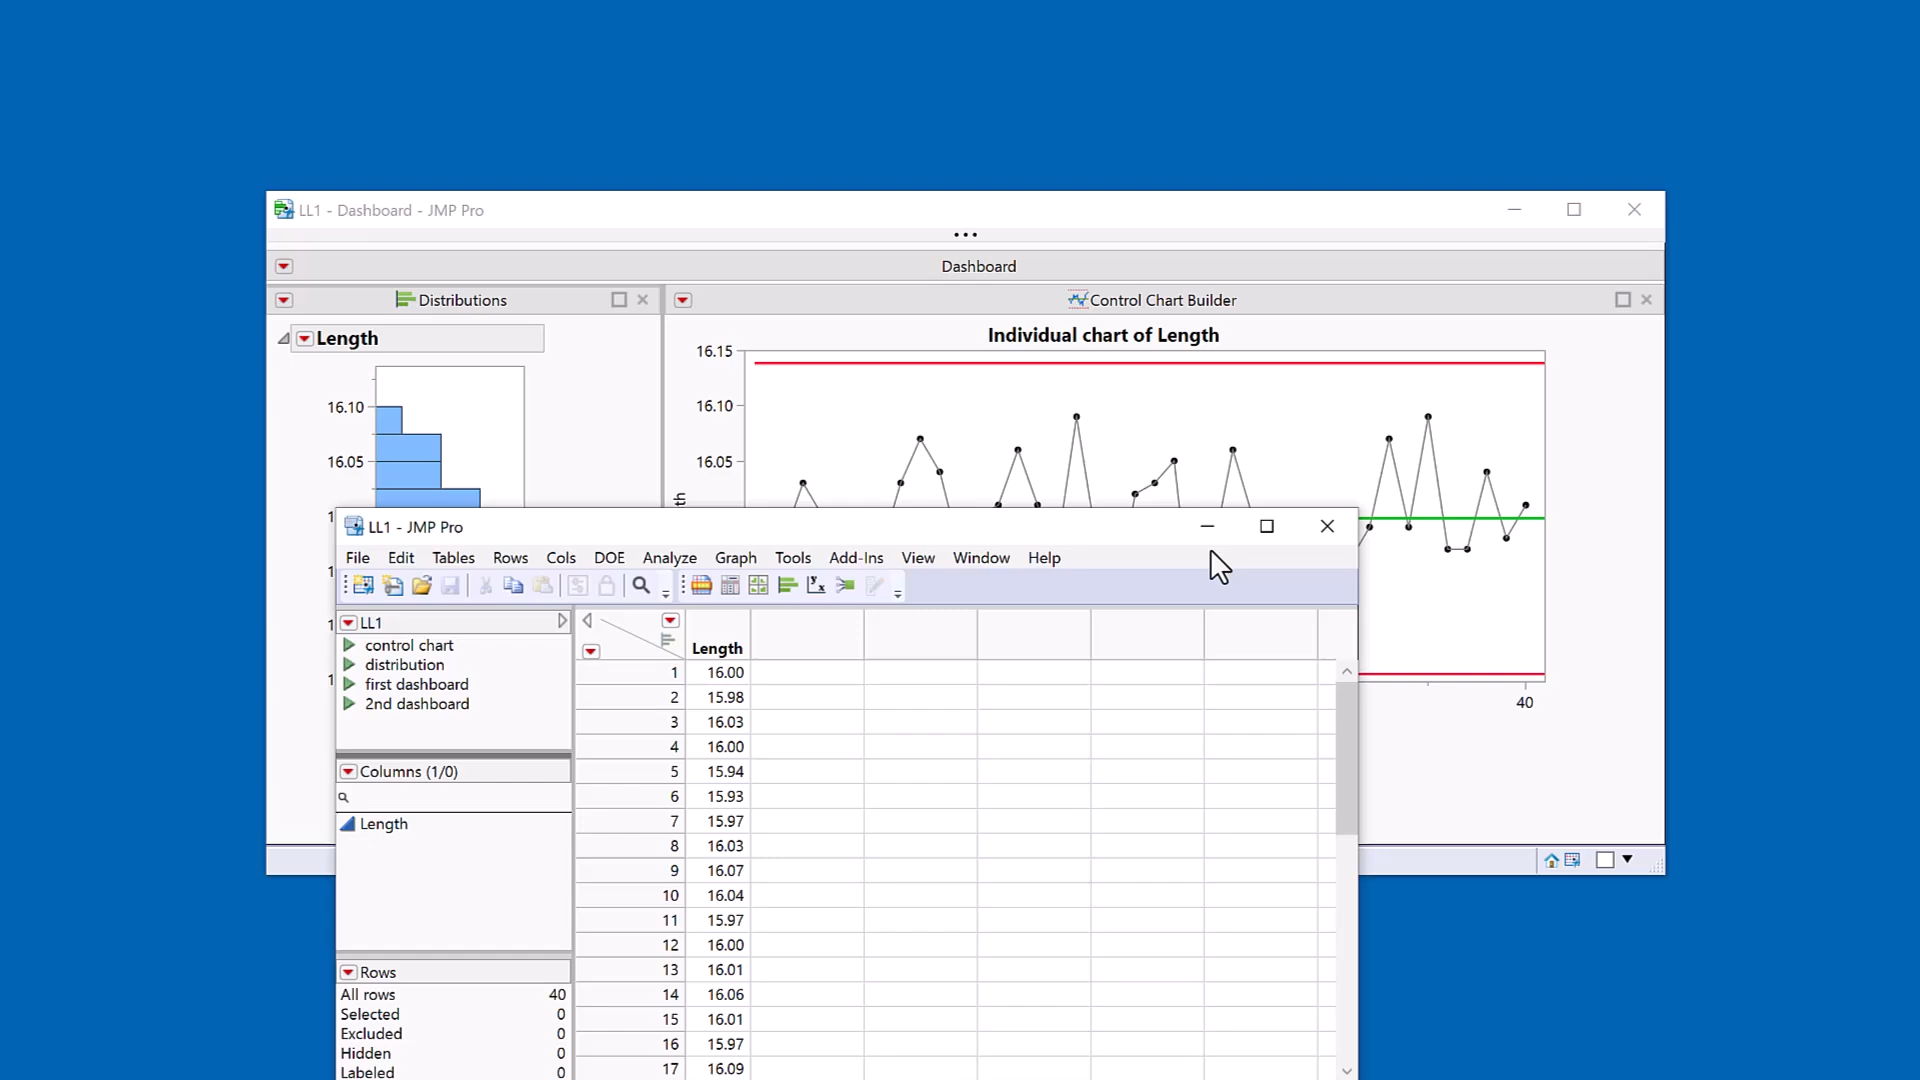 LL1 - Dashboard - JMP Pro
Dashboard
Distributions
Control Chart Builder
Length
Individual chart of Length
16.15
16.10
16.05
16.10
16.05
40
LL1 - JMP Pro
File Edit Tables Rows Cols DOE Analyze Graph Tools Add-Ins View Window Help
LL1
control chart
distribution
first dashboard
2nd dashboard
Columns (1/0)
Length
Rows
All rows 40
Selected 0
Excluded 0
Hidden 0
Labeled 0
Length
1 16.00
2 15.98
3 16.03
4 16.00
5 15.94
6 15.93
7 15.97
8 16.03
9 16.07
10 16.04
11 15.97
12 16.00
13 16.01
14 16.06
15 16.01
16 15.97
17 16.09